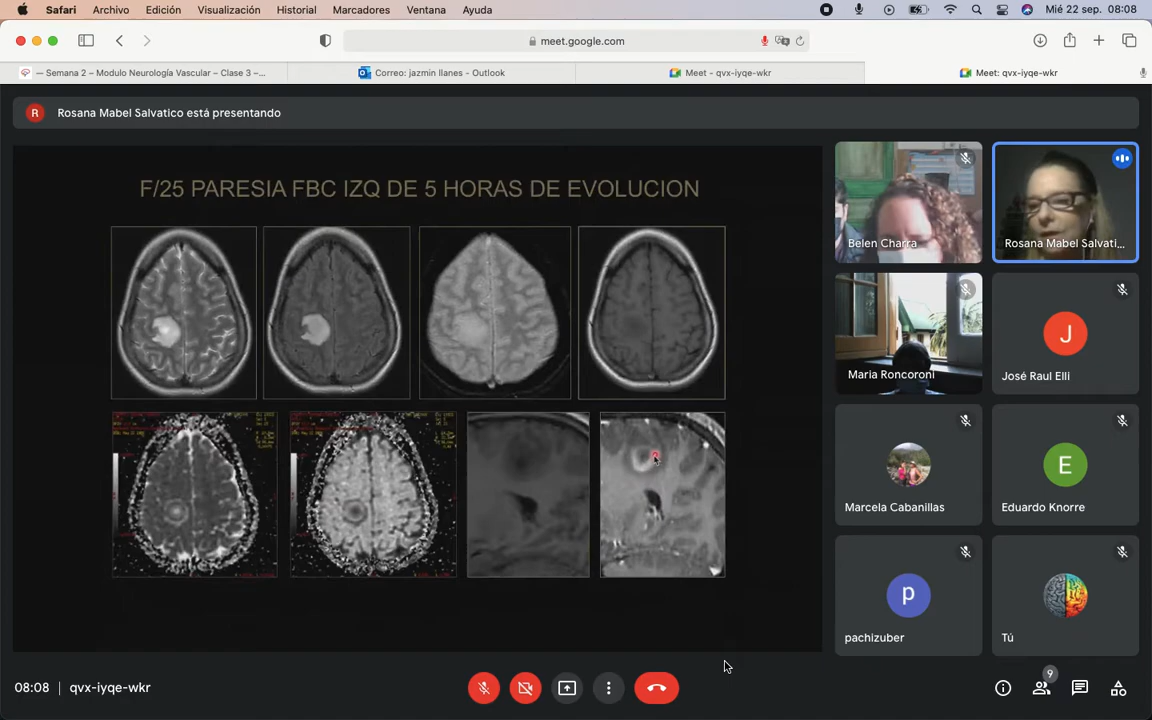 Safari Archivo Edición Visualización Historial Marcadores Ventana Ayuda Mié 22 sep. 08:08
meet.google.com
— Semana 2 – Modulo Neurología Vascular – Clase 3 –... Correo: jazmin llanes - Outlook Meet - qvx-iyqe-wkr Meet: qvx-iyqe-wkr
R Rosana Mabel Salvatico está presentando
F/25 PARESIA FBC IZQ DE 5 HORAS DE EVOLUCION
Belen Charra Rosana Mabel Salvati...
Maria Roncoroni J José Raul Elli
Marcela Cabanillas E Eduardo Knorre
p pachizuber Tú
08:08 | qvx-iyqe-wkr 9